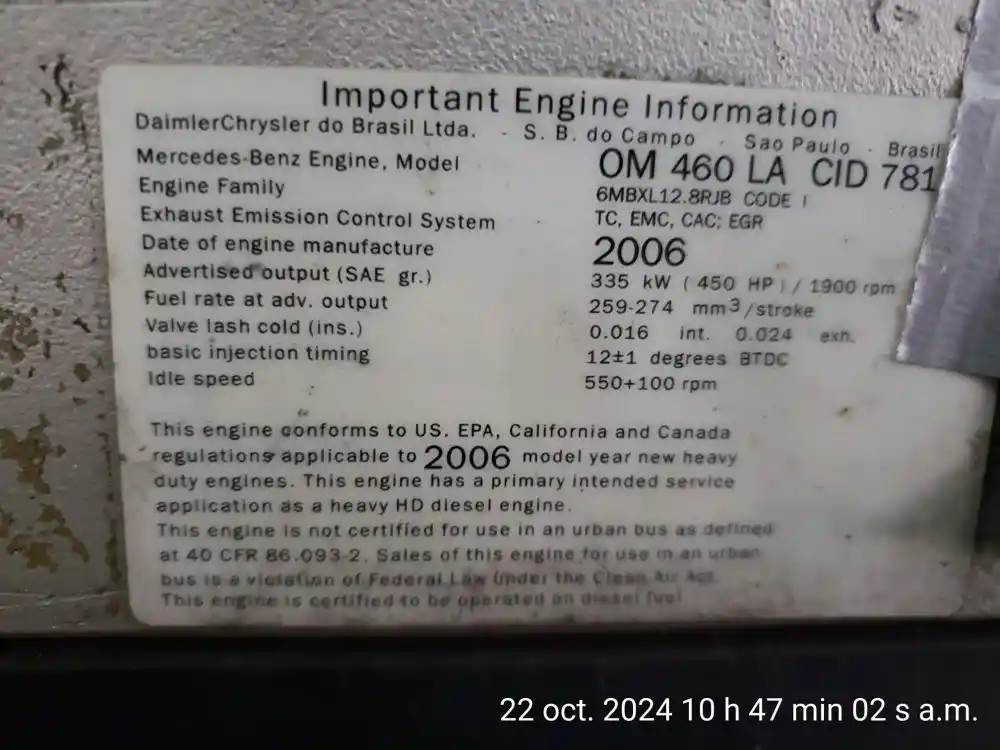 Important Engine Information
DaimlerChrysler do Brasil Ltda. - S. B. do Campo - Sao Paulo - Brasil
Mercedes-Benz Engine, Model OM 460 LA CID 781
Engine Family 6MBXL12.8RJB CODE I
Exhaust Emission Control System TC, EMC, CAC; EGR
Date of engine manufacture 2006
Advertised output (SAE gr.) 335 kW ( 450 HP ) / 1900 rpm
Fuel rate at adv. output 259-274 mm3/stroke
Valve lash cold (ins.) 0.016 int. 0.024 exh.
basic injection timing 12±1 degrees BTDC
Idle speed 550+100 rpm
This engine conforms to US. EPA, California and Canada
regulations applicable to 2006 model year new heavy
duty engines. This engine has a primary intended service
application as a heavy HD diesel engine.
This engine is not certified for use in an urban bus as defined
at 40 CFR 86.093-2. Sales of this engine for use in an urban
bus is a violation of Federal Law under the Clean Air Act.
This engine is certified to be operated on diesel fuel
22 oct. 2024 10 h 47 min 02 s a.m.